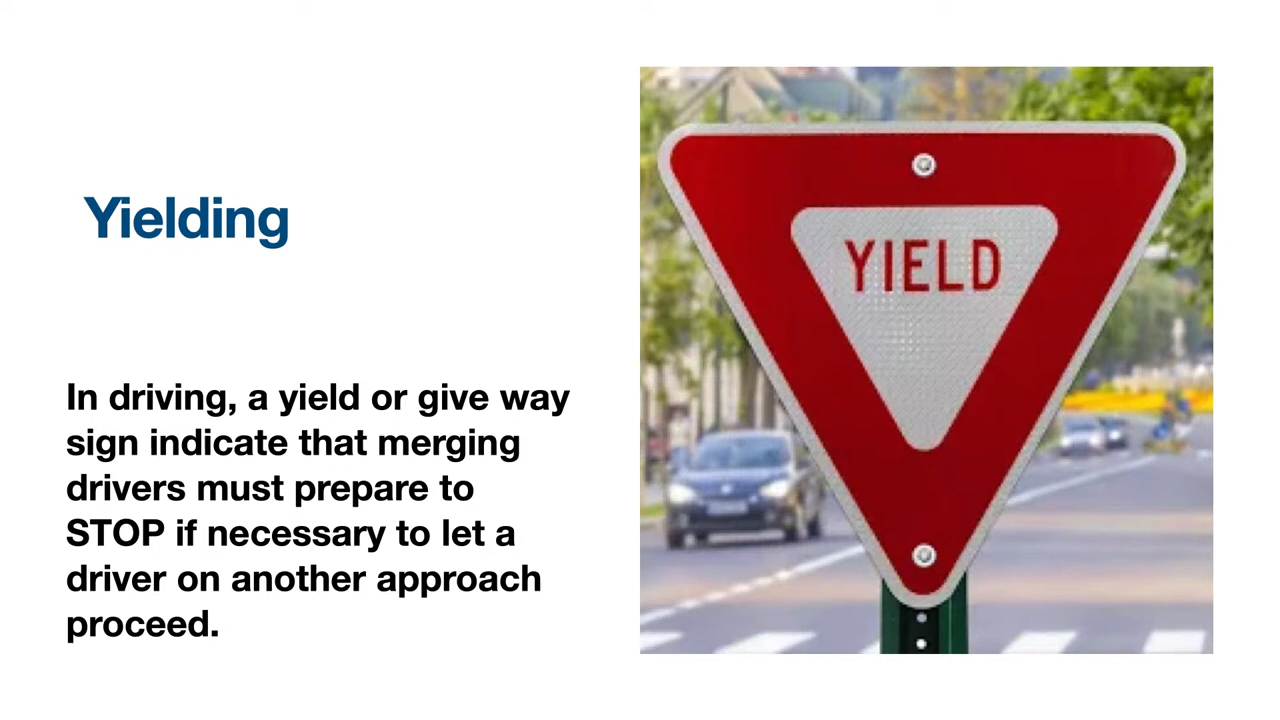 Yielding
In driving, a yield or give way
sign indicate that merging
drivers must prepare to
STOP if necessary to let a
driver on another approach
proceed.
YIELD